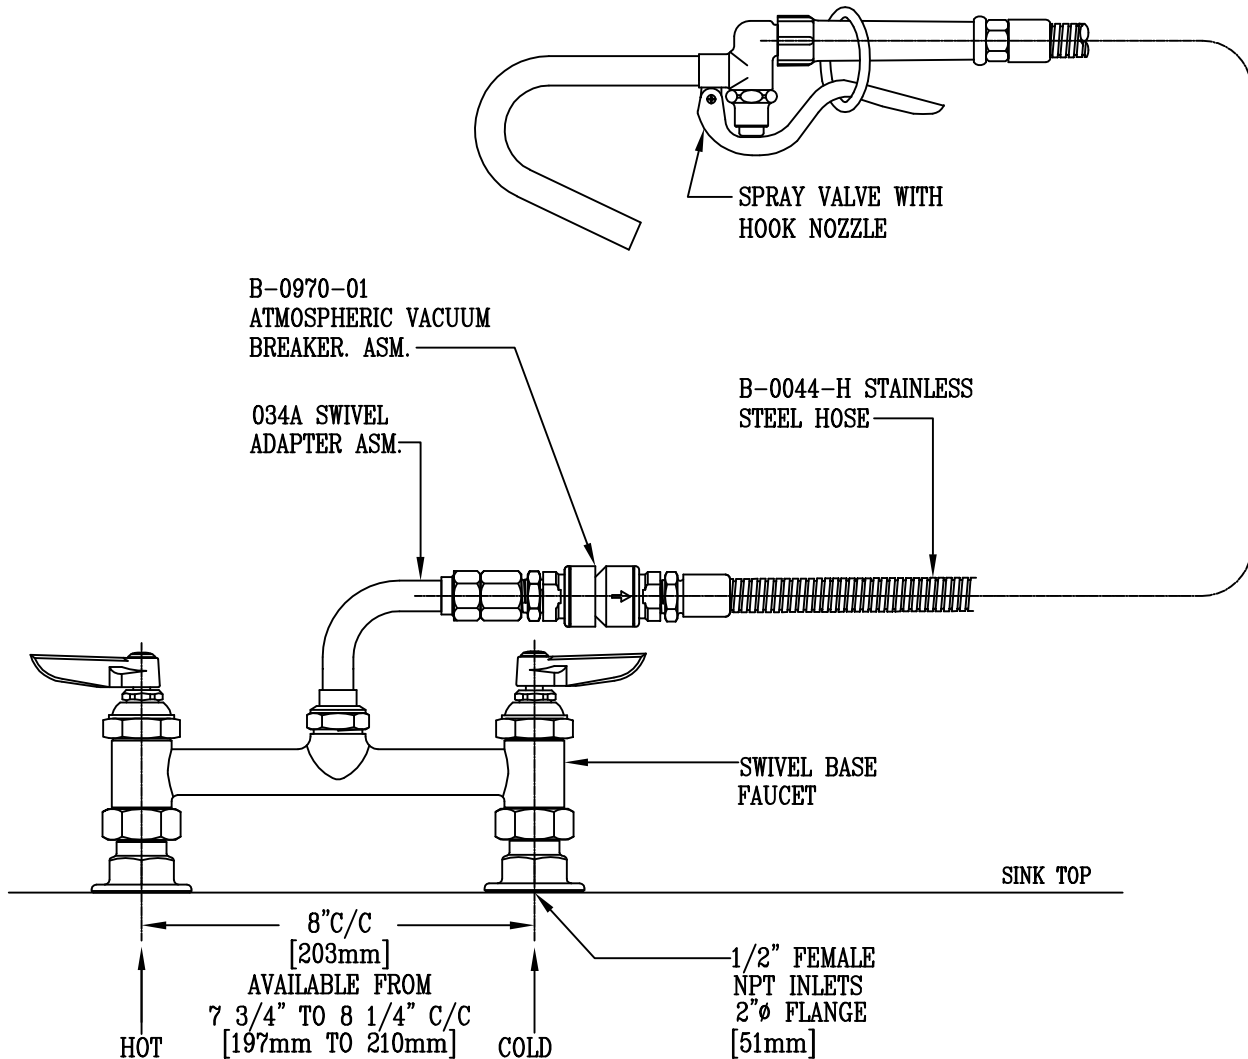 SPRAY VALVE WITH
HOOK NOZZLE
B-0970-01
ATMOSPHERIC VACUUM
BREAKER. ASM.
B-0044-H STAINLESS
STEEL HOSE
034A SWIVEL
ADAPTER ASM.
SWIVEL BASE
FAUCET
SINK TOP
8"C/C
[203mm]
AVAILABLE FROM
7 3/4" TO 8 1/4" C/C
[197mm TO 210mm]
HOT
COLD
1/2" FEMALE
NPT INLETS
2"ø FLANGE
[51mm]